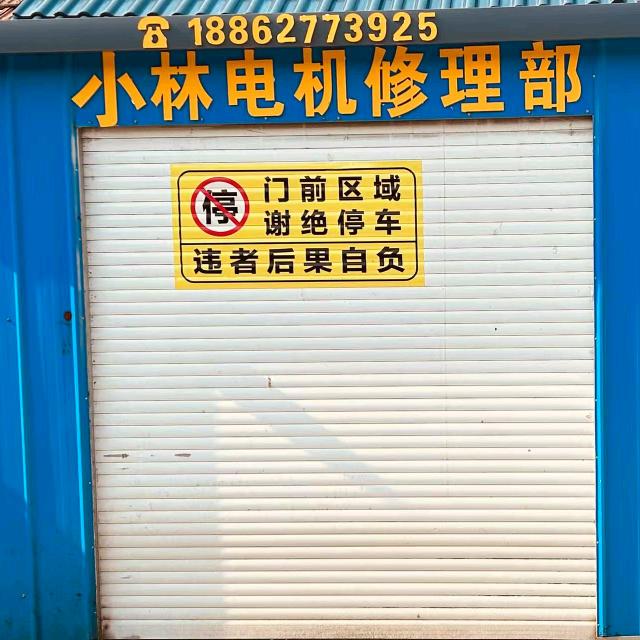 ☎ 18862773925
小林电机修理部
停
门前区域
谢绝停车
违者后果自负